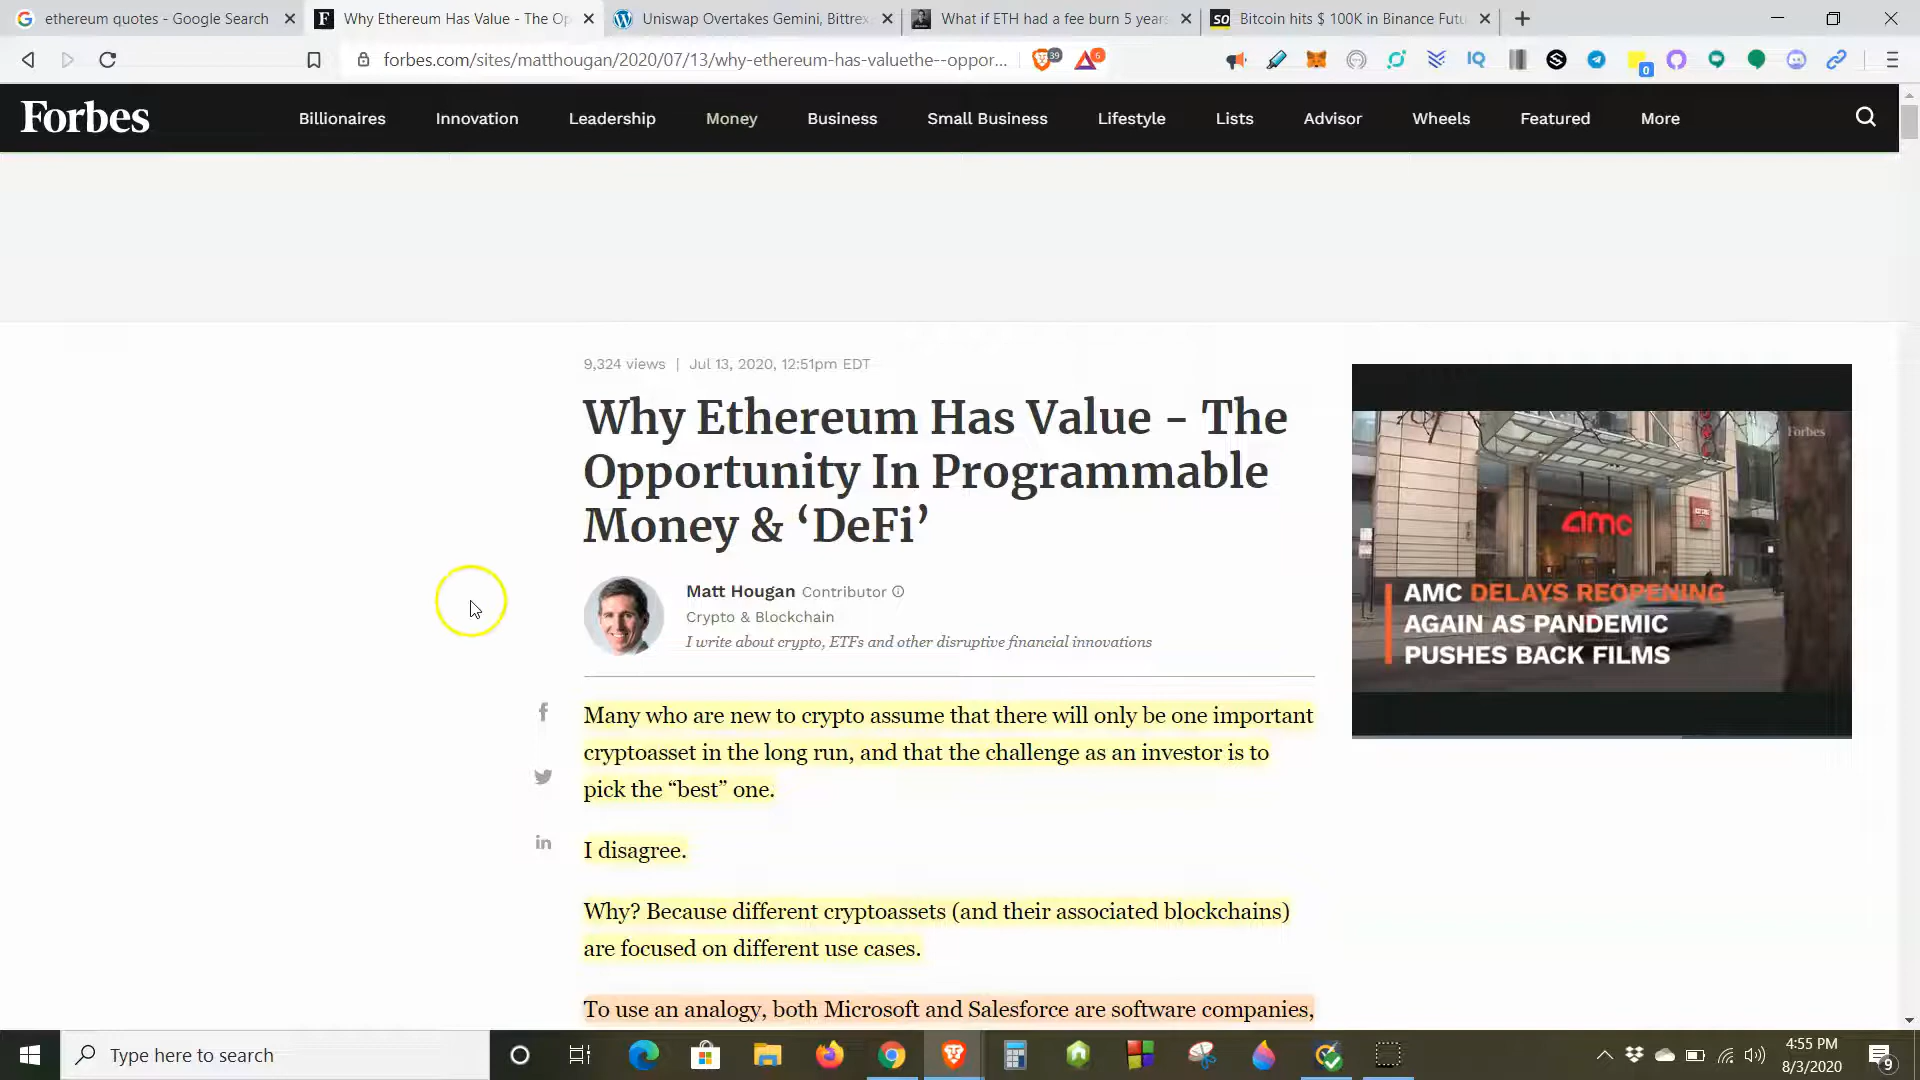 ethereum quotes - Google Search
Why Ethereum Has Value - The Op
Uniswap Overtakes Gemini, Bittrex
What if ETH had a fee burn 5 years
Bitcoin hits $ 100K in Binance Futu
forbes.com/sites/matthougan/2020/07/13/why-ethereum-has-valuethe--oppor...
39
6
IQ
0
Forbes
Billionaires
Innovation
Leadership
Money
Business
Small Business
Lifestyle
Lists
Advisor
Wheels
Featured
More
9,324 views | Jul 13, 2020, 12:51pm EDT
Why Ethereum Has Value - The
Opportunity In Programmable
Money & ‘DeFi’
Matt Hougan Contributor
Crypto & Blockchain
I write about crypto, ETFs and other disruptive financial innovations
Forbes
amc
AMC DELAYS REOPENING
AGAIN AS PANDEMIC
PUSHES BACK FILMS
Many who are new to crypto assume that there will only be one important
cryptoasset in the long run, and that the challenge as an investor is to
pick the “best” one.
I disagree.
Why? Because different cryptoassets (and their associated blockchains)
are focused on different use cases.
To use an analogy, both Microsoft and Salesforce are software companies,
Type here to search
4:55 PM
8/3/2020
9